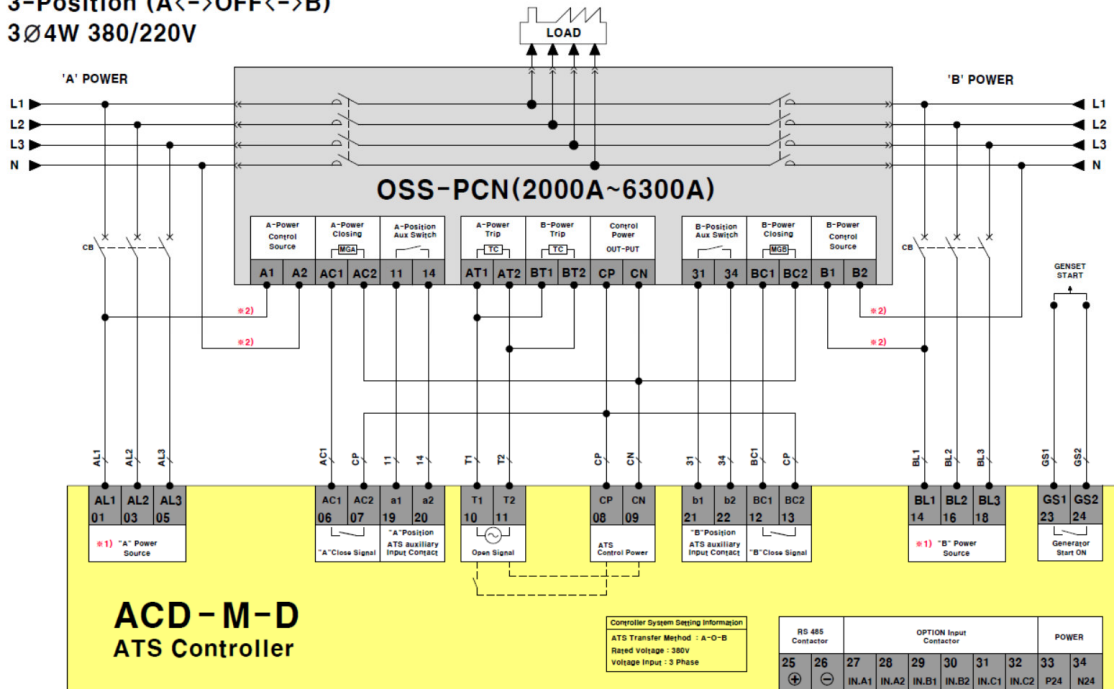 3-Position (A<->OFF<->B)
3Ø4W 380/220V
LOAD
'A' POWER
'B' POWER
L1
L2
L3
N
L1
L2
L3
N
OSS-PCN(2000A~6300A)
A-Power
Control
Source
A-Power
Closing
MGA
A-Position
Aux Switch
A-Power
Trip
TC
B-Power
Trip
TC
Control
Power
OUT-PUT
B-Position
Aux Switch
B-Power
Closing
MGB
B-Power
Control
Source
A1 A2 AC1 AC2 11 14
AT1 AT2 BT1 BT2 CP CN
31 34 BC1 BC2 B1 B2
CB
CB
GENSET
START
※2)
※2)
※2)
※2)
AL1
AL2
AL3
AC1
CP
11
14
T1
T2
CP
CN
31
34
BC1
CP
BL1
BL2
BL3
GS1
GS2
AL1 AL2 AL3
01 03 05
※1) "A" Power
Source
AC1 AC2 a1 a2
06 07 19 20
"A"Close Signal
"A"Position
ATS auxiliary
Input Contact
T1 T2
10 11
Open Signal
CP CN
08 09
ATS
Control Power
b1 b2 BC1 BC2
21 22 12 13
"B"Position
ATS auxiliary
Input Contact
"B"Close Signal
BL1 BL2 BL3
14 16 18
※1) "B" Power
Source
GS1 GS2
23 24
Generator
Start ON
ACD-M-D
ATS Controller
Controller System Setting Information
ATS Transfer Method : A-O-B
Rated Voltage : 380V
Voltage Input : 3 Phase
RS 485
Contactor
OPTION Input
Contactor
POWER
25 26 27 28 29 30 31 32 33 34
⊕ ⊖ IN.A1 IN.A2 IN.B1 IN.B2 IN.C1 IN.C2 P24 N24